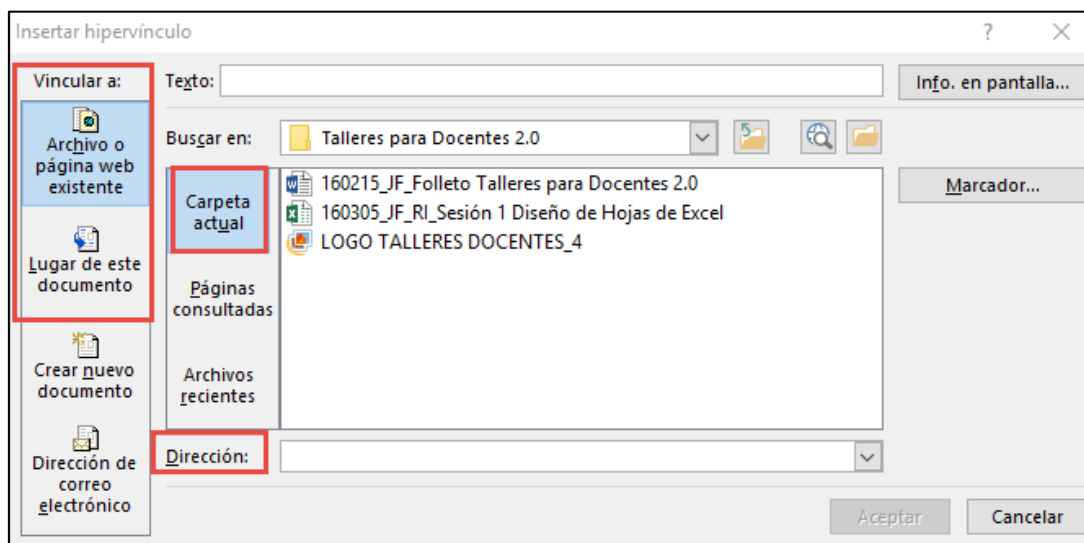 Insertar hipervínculo
?
Vincular a:
Archivo o
página web
existente
Lugar de este
documento
Crear nuevo
documento
Dirección de
correo
electrónico
Texto:
Info. en pantalla...
Buscar en:
Talleres para Docentes 2.0
Carpeta
actual
Páginas
consultadas
Archivos
recientes
160215_JF_Folleto Talleres para Docentes 2.0
160305_JF_RI_Sesión 1 Diseño de Hojas de Excel
LOGO TALLERES DOCENTES_4
Marcador...
Dirección:
Aceptar
Cancelar